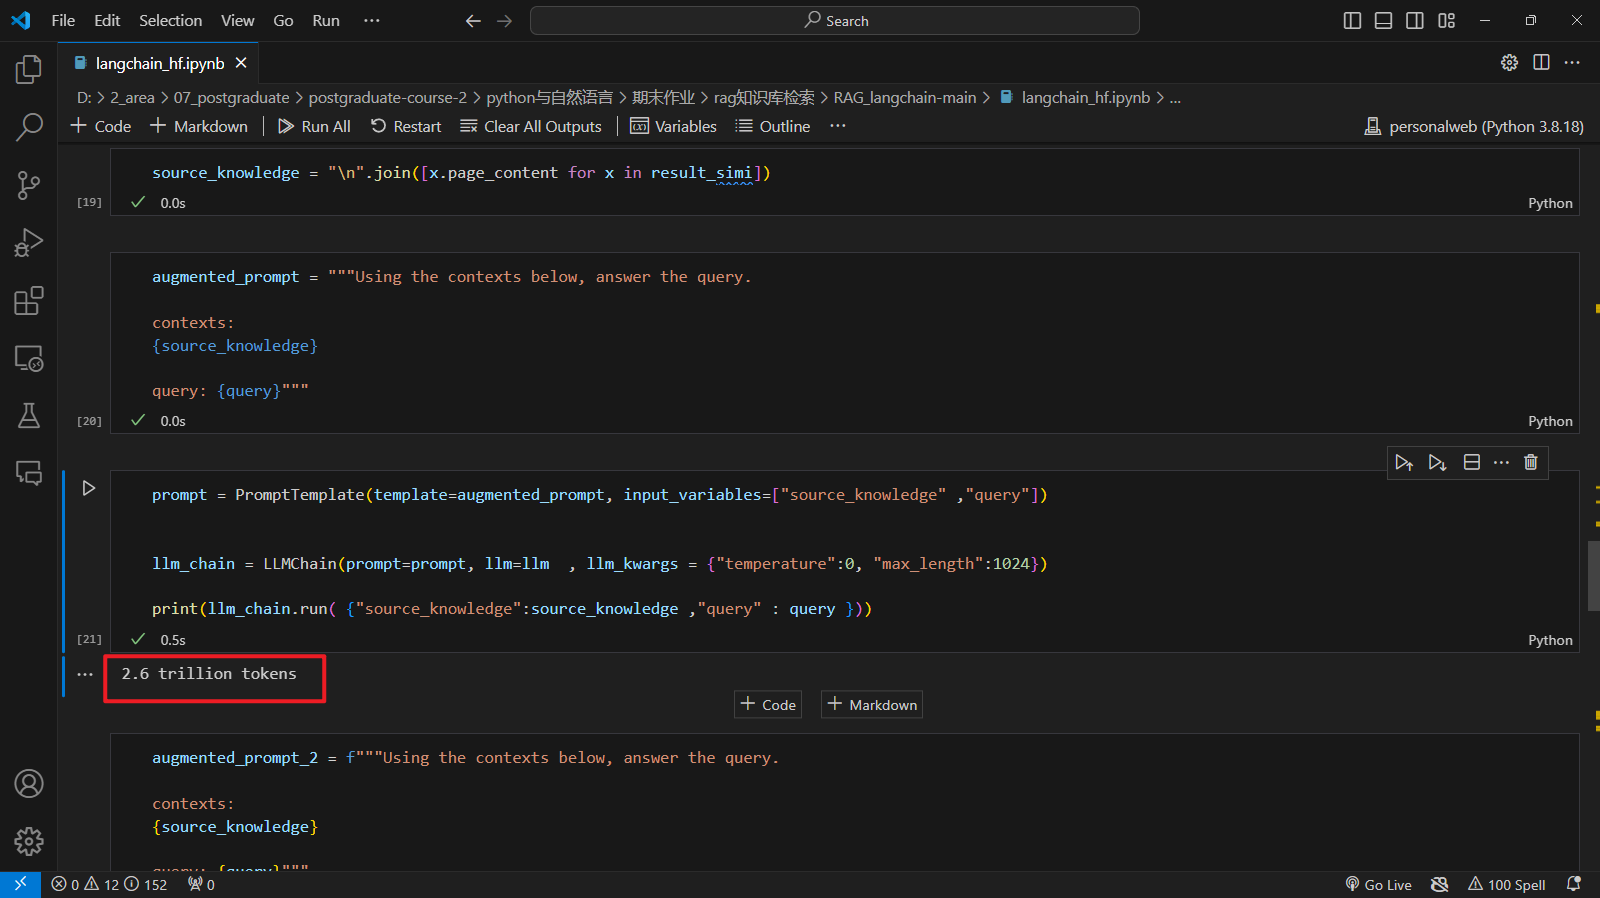 File Edit Selection View Go Run ··· Search
langchain_hf.ipynb
D: > 2_area > 07_postgraduate > postgraduate-course-2 > python与自然语言 > 期末作业 > rag知识库检索 > RAG_langchain-main > langchain_hf.ipynb > ...
+ Code + Markdown Run All Restart Clear All Outputs Variables Outline ··· personalweb (Python 3.8.18)
source_knowledge = "\n".join([x.page_content for x in result_simi])
[19] 0.0s Python
augmented_prompt = """Using the contexts below, answer the query.
contexts:
{source_knowledge}
query: {query}"""
[20] 0.0s Python
prompt = PromptTemplate(template=augmented_prompt, input_variables=["source_knowledge" ,"query"])
llm_chain = LLMChain(prompt=prompt, llm=llm  , llm_kwargs = {"temperature":0, "max_length":1024})
print(llm_chain.run( {"source_knowledge":source_knowledge ,"query" : query }))
[21] 0.5s Python
··· 2.6 trillion tokens
+ Code + Markdown
augmented_prompt_2 = f"""Using the contexts below, answer the query.
contexts:
{source_knowledge}
query: {query}"""
0 12 152 0 Go Live 100 Spell